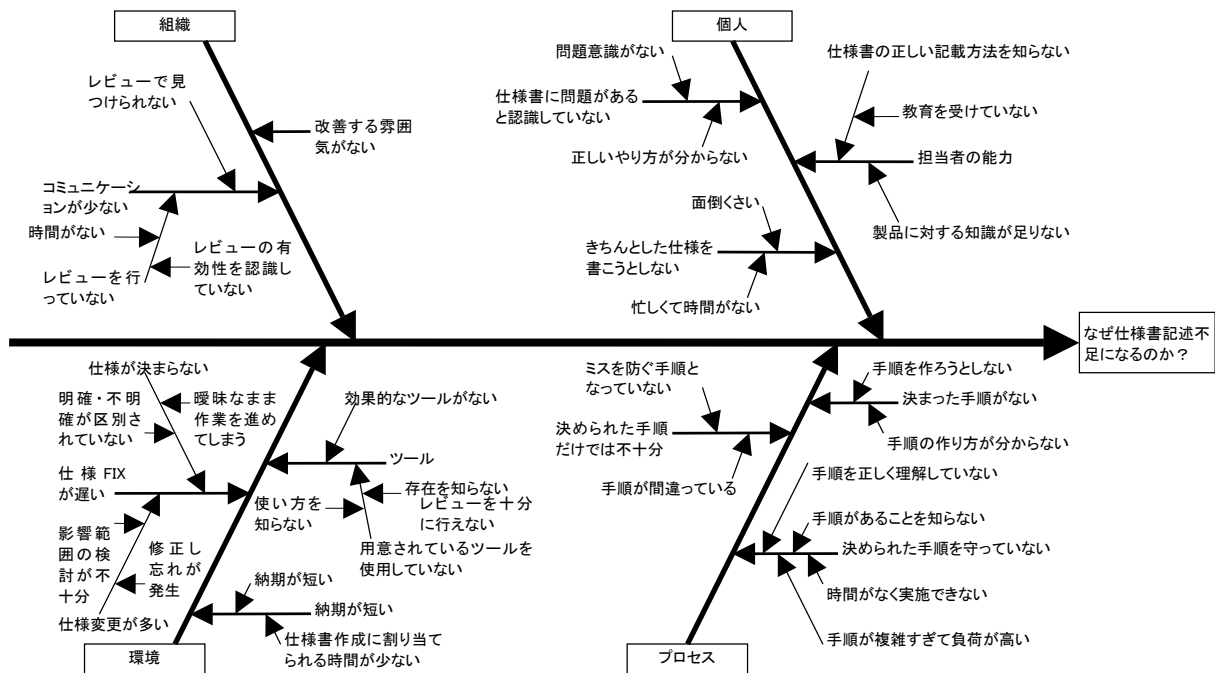 組織
レビューで見
つけられない
改善する雰囲
気がない
コミュニケーシ
ョンが少ない
時間がない
レビューを行
っていない
レビューの有
効性を認識し
ていない
個人
問題意識がない
仕様書に問題がある
と認識していない
正しいやり方が分からない
仕様書の正しい記載方法を知らない
教育を受けていない
担当者の能力
製品に対する知識が足りない
面倒くさい
きちんとした仕様を
書こうとしない
忙しくて時間がない
なぜ仕様書記述不
足になるのか？
仕様が決まらない
明確・不明
確が区別さ
れていない
曖昧なまま
作業を進め
てしまう
仕様 FIX
が遅い
影響範
囲の検
討が不
十分
修正し
忘れが
発生
仕様変更が多い
効果的なツールがない
ツール
存在を知らない
レビューを十分
に行えない
使い方を
知らない
用意されているツールを
使用していない
納期が短い
納期が短い
仕様書作成に割り当て
られる時間が少ない
環境
ミスを防ぐ手順と
なっていない
決められた手順
だけでは不十分
手順が間違っている
手順を作ろうとしない
決まった手順がない
手順の作り方が分からない
手順を正しく理解していない
手順があることを知らない
決められた手順を守っていない
時間がなく実施できない
手順が複雑すぎて負荷が高い
プロセス